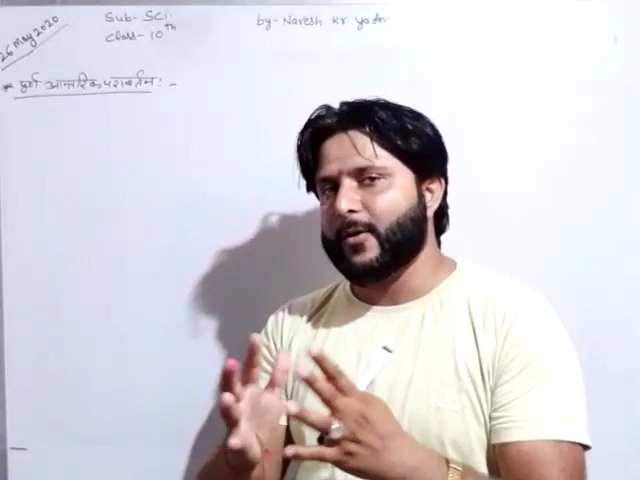 26 May 2020
Sub- Sci.
Class- 10th
by- Naresh Kr Yadav
* पूर्ण आन्तरिक परावर्तन : -